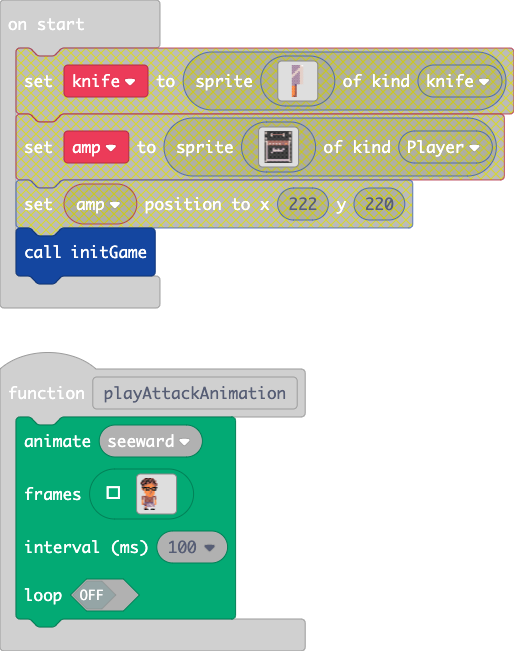 on start
set knife to sprite of kind knife
set amp to sprite of kind Player
set amp position to x 222 y 220
call initGame
function playAttackAnimation
animate seeward
frames
interval (ms) 100
loop OFF